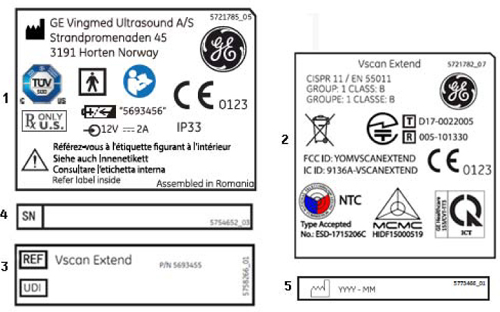 1
GE Vingmed Ultrasound A/S
Strandpromenaden 45
3191 Horten Norway
5721785_05
TÜV
SÜD
C US
"5693456"
12V 2A
CE 0123
Rx ONLY
U.S.
IP33
Référez-vous à l'étiquette figurant à l'intérieur
Siehe auch Innenetikett
Consultare l'etichetta interna
Refer label inside
Assembled in Romania
4
SN
5754652_03
3
REF Vscan Extend
P/N 5693455
UDI
5758266_01
2
Vscan Extend
5721782_07
CISPR 11 / EN 55011
GROUP: 1 CLASS: B
GROUPE: 1 CLASSE: B
T D17-0022005
R 005-101330
FCC ID: YOMVSCANEXTEND
IC ID: 9136A-VSCANEXTEND
CE 0123
NTC
Type Accepted
No.: ESD-1715206C
MCMC
HIDF15000519
GE Healthcare
ICT
5
YYYY - MM
5773488_01